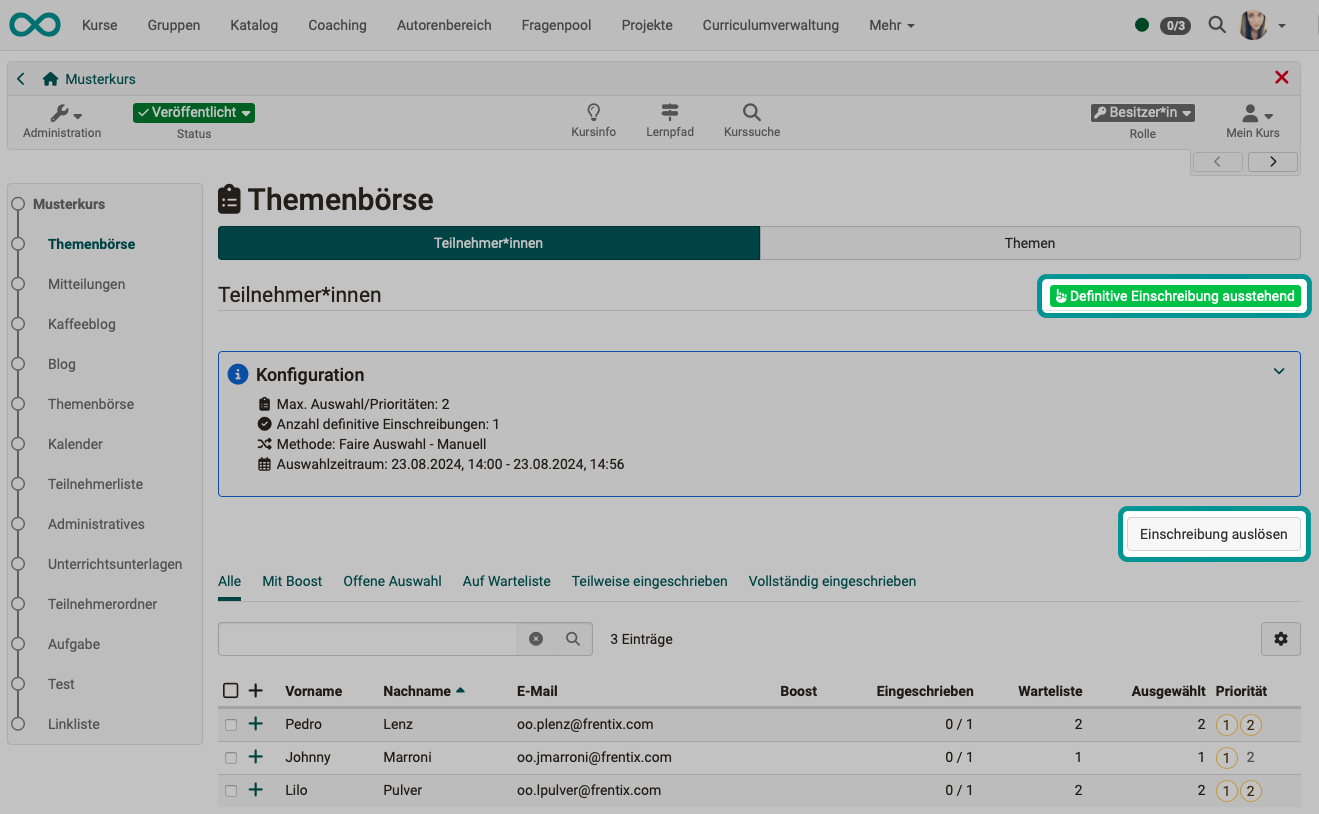 Kurse Gruppen Katalog Coaching Autorenbereich Fragenpool Projekte Curriculumverwaltung Mehr 0/3
Musterkurs
Administration Veröffentlicht Status Kursinfo Lernpfad Kurssuche Besitzer*in Rolle Mein Kurs
Musterkurs
Themenbörse
Mitteilungen
Kaffeeblog
Blog
Themenbörse
Kalender
Teilnehmerliste
Administratives
Unterrichtsunterlagen
Teilnehmerordner
Aufgabe
Test
Linkliste
Themenbörse
Teilnehmer*innen Themen
Teilnehmer*innen Definitive Einschreibung ausstehend
Konfiguration
Max. Auswahl/Prioritäten: 2
Anzahl definitive Einschreibungen: 1
Methode: Faire Auswahl - Manuell
Auswahlzeitraum: 23.08.2024, 14:00 - 23.08.2024, 14:56
Einschreibung auslösen
Alle Mit Boost Offene Auswahl Auf Warteliste Teilweise eingeschrieben Vollständig eingeschrieben
3 Einträge
Vorname Nachname E-Mail Boost Eingeschrieben Warteliste Ausgewählt Priorität
Pedro Lenz oo.plenz@frentix.com 0 / 1 2 2 1 2
Johnny Marroni oo.jmarroni@frentix.com 0 / 1 1 1 1 2
Lilo Pulver oo.lpulver@frentix.com 0 / 1 2 2 1 2